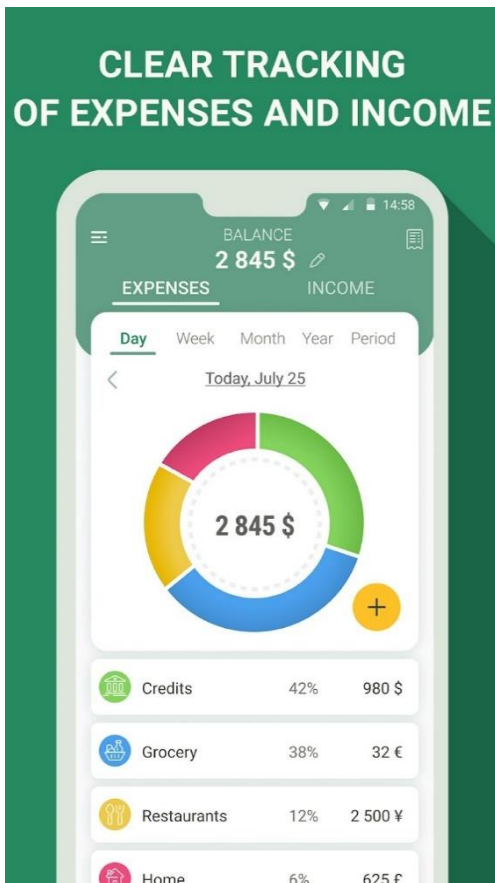 CLEAR TRACKING
OF EXPENSES AND INCOME
14:58
BALANCE
2 845 $
EXPENSES INCOME
Day Week Month Year Period
Today, July 25
2 845 $
+
Credits 42% 980 $
Grocery 38% 32 €
Restaurants 12% 2 500 ¥
Home 6% 625 £